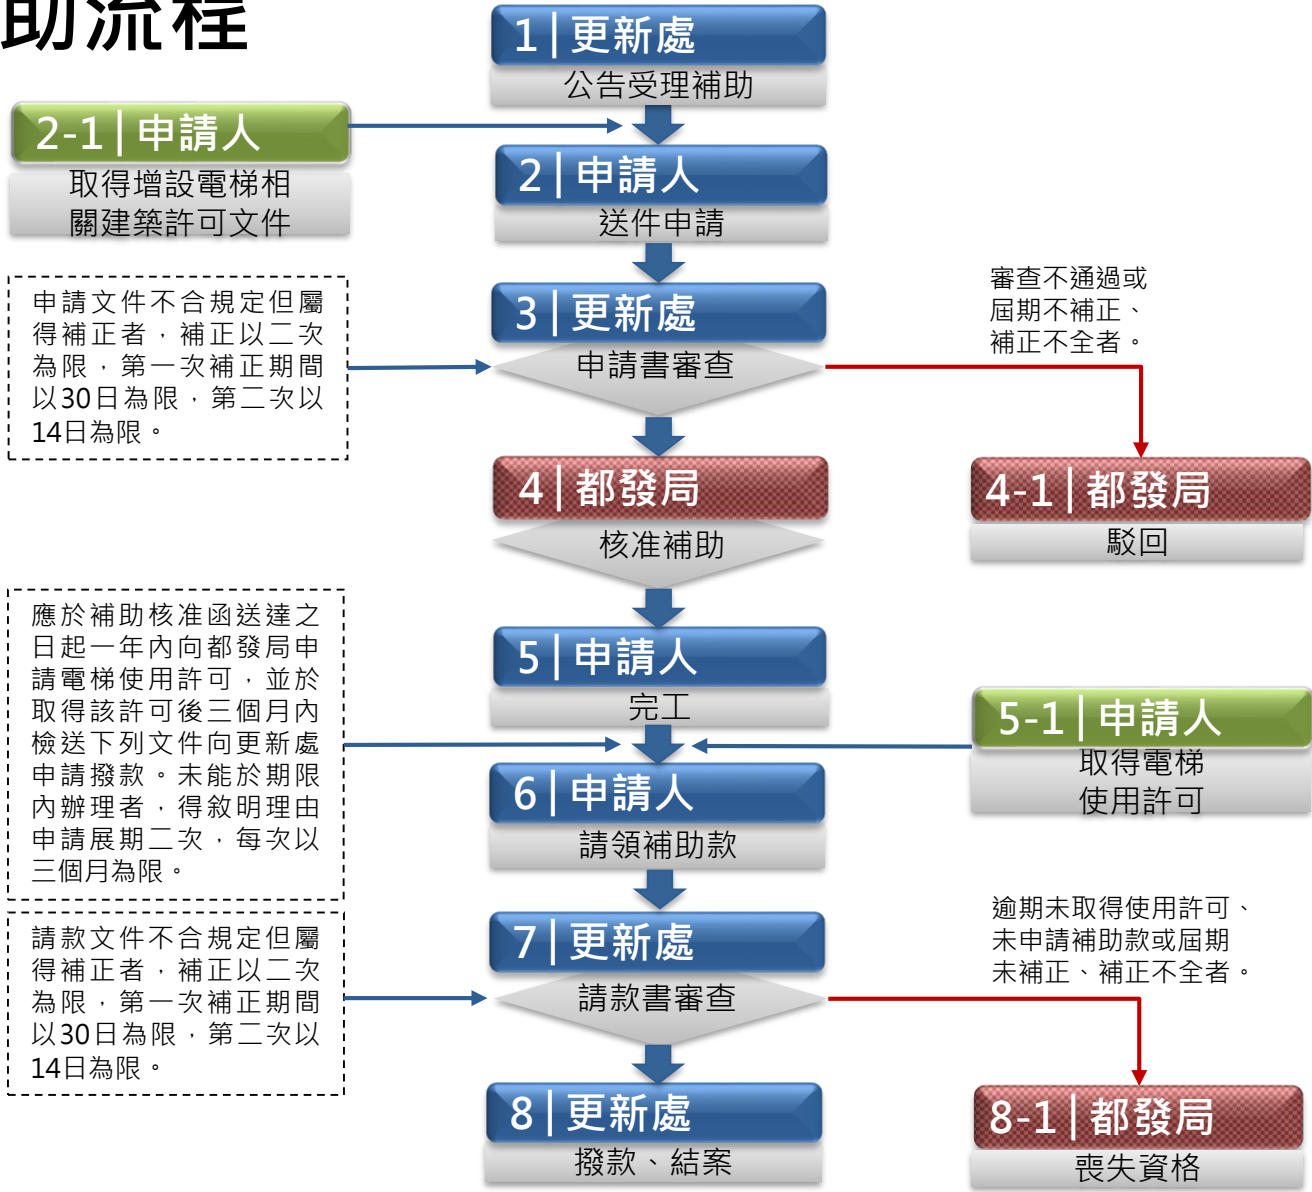 助流程
1│更新處
公告受理補助
2-1│申請人
取得增設電梯相
關建築許可文件
2│申請人
送件申請
申請文件不合規定但屬
得補正者，補正以二次
為限，第一次補正期間
以30日為限，第二次以
14日為限。
3│更新處
申請書審查
審查不通過或
屆期不補正、
補正不全者。
4│都發局
核准補助
4-1│都發局
駁回
應於補助核准函送達之
日起一年內向都發局申
請電梯使用許可，並於
取得該許可後三個月內
檢送下列文件向更新處
申請撥款。未能於期限
內辦理者，得敘明理由
申請展期二次，每次以
三個月為限。
5│申請人
完工
5-1│申請人
取得電梯
使用許可
6│申請人
請領補助款
請款文件不合規定但屬
得補正者，補正以二次
為限，第一次補正期間
以30日為限，第二次以
14日為限。
7│更新處
請款書審查
逾期未取得使用許可、
未申請補助款或屆期
未補正、補正不全者。
8│更新處
撥款、結案
8-1│都發局
喪失資格